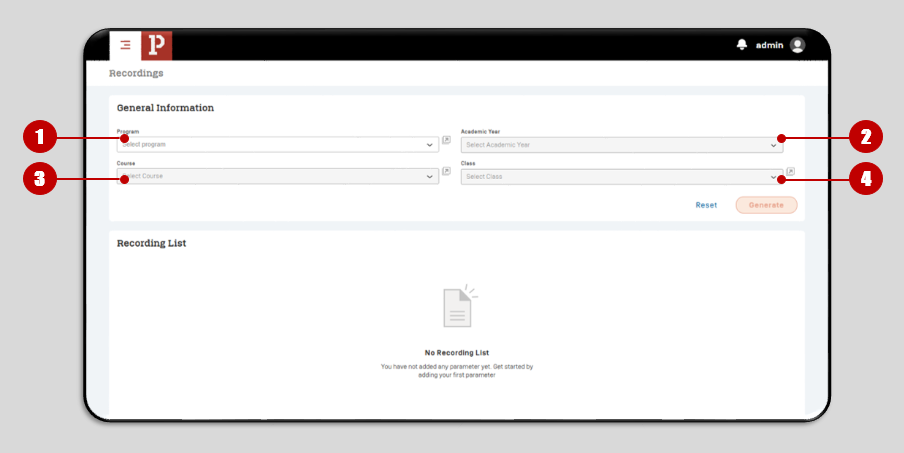 P
admin
Recordings
General Information
Program
Academic Year
1
Select program
Select Academic Year
2
Course
Class
3
Select Course
Select Class
4
Reset
Generate
Recording List
No Recording List
You have not added any parameter yet. Get started by
adding your first parameter